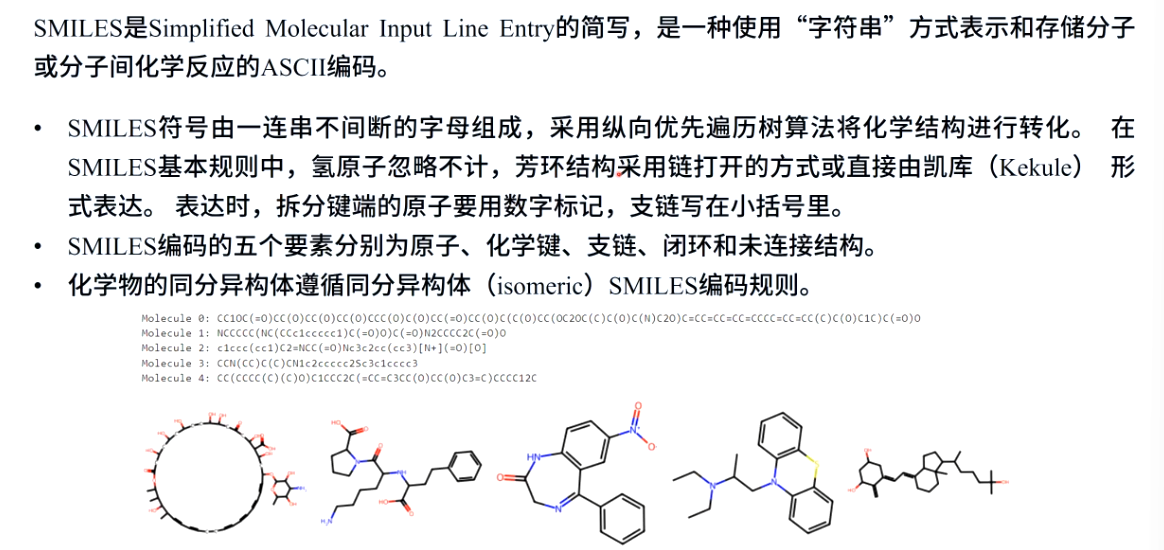 SMILES是Simplified Molecular Input Line Entry的简写，是一种使用“字符串”方式表示和存储分子
或分子间化学反应的ASCII编码。
• SMILES符号由一连串不间断的字母组成，采用纵向优先遍历树算法将化学结构进行转化。 在
SMILES基本规则中，氢原子忽略不计，芳环结构采用链打开的方式或直接由凯库（Kekule） 形
式表达。 表达时，拆分键端的原子要用数字标记，支链写在小括号里。
• SMILES编码的五个要素分别为原子、化学键、支链、闭环和未连接结构。
• 化学物的同分异构体遵循同分异构体（isomeric）SMILES编码规则。
Molecule 0: CC1OC(=O)CC(O)CC(O)CC(O)CCC(O)C(O)CC(=O)CC(O)C(C(O)CC(OC2OC(C)C(O)C(N)C2O)C=CC=CC=CC=CCCC=CC=CC(C)C(O)C1C)C(=O)O
Molecule 1: NCCCCC(NC(CCc1ccccc1)C(=O)O)C(=O)N2CCCC2C(=O)O
Molecule 2: c1ccc(cc1)C2=NCC(=O)Nc3c2cc(cc3)[N+](=O)[O]
Molecule 3: CCN(CC)C(C)CN1c2ccccc2Sc3c1cccc3
Molecule 4: CC(CCCC(C)(C)O)C1CCC2C(=CC=C3CC(O)CC(O)C3=C)CCCC12C
HO
O
N
O
NH
HO
O
H₂N
HN
O
N
N⁺
O
O
N
N
S
OH
HO
OH